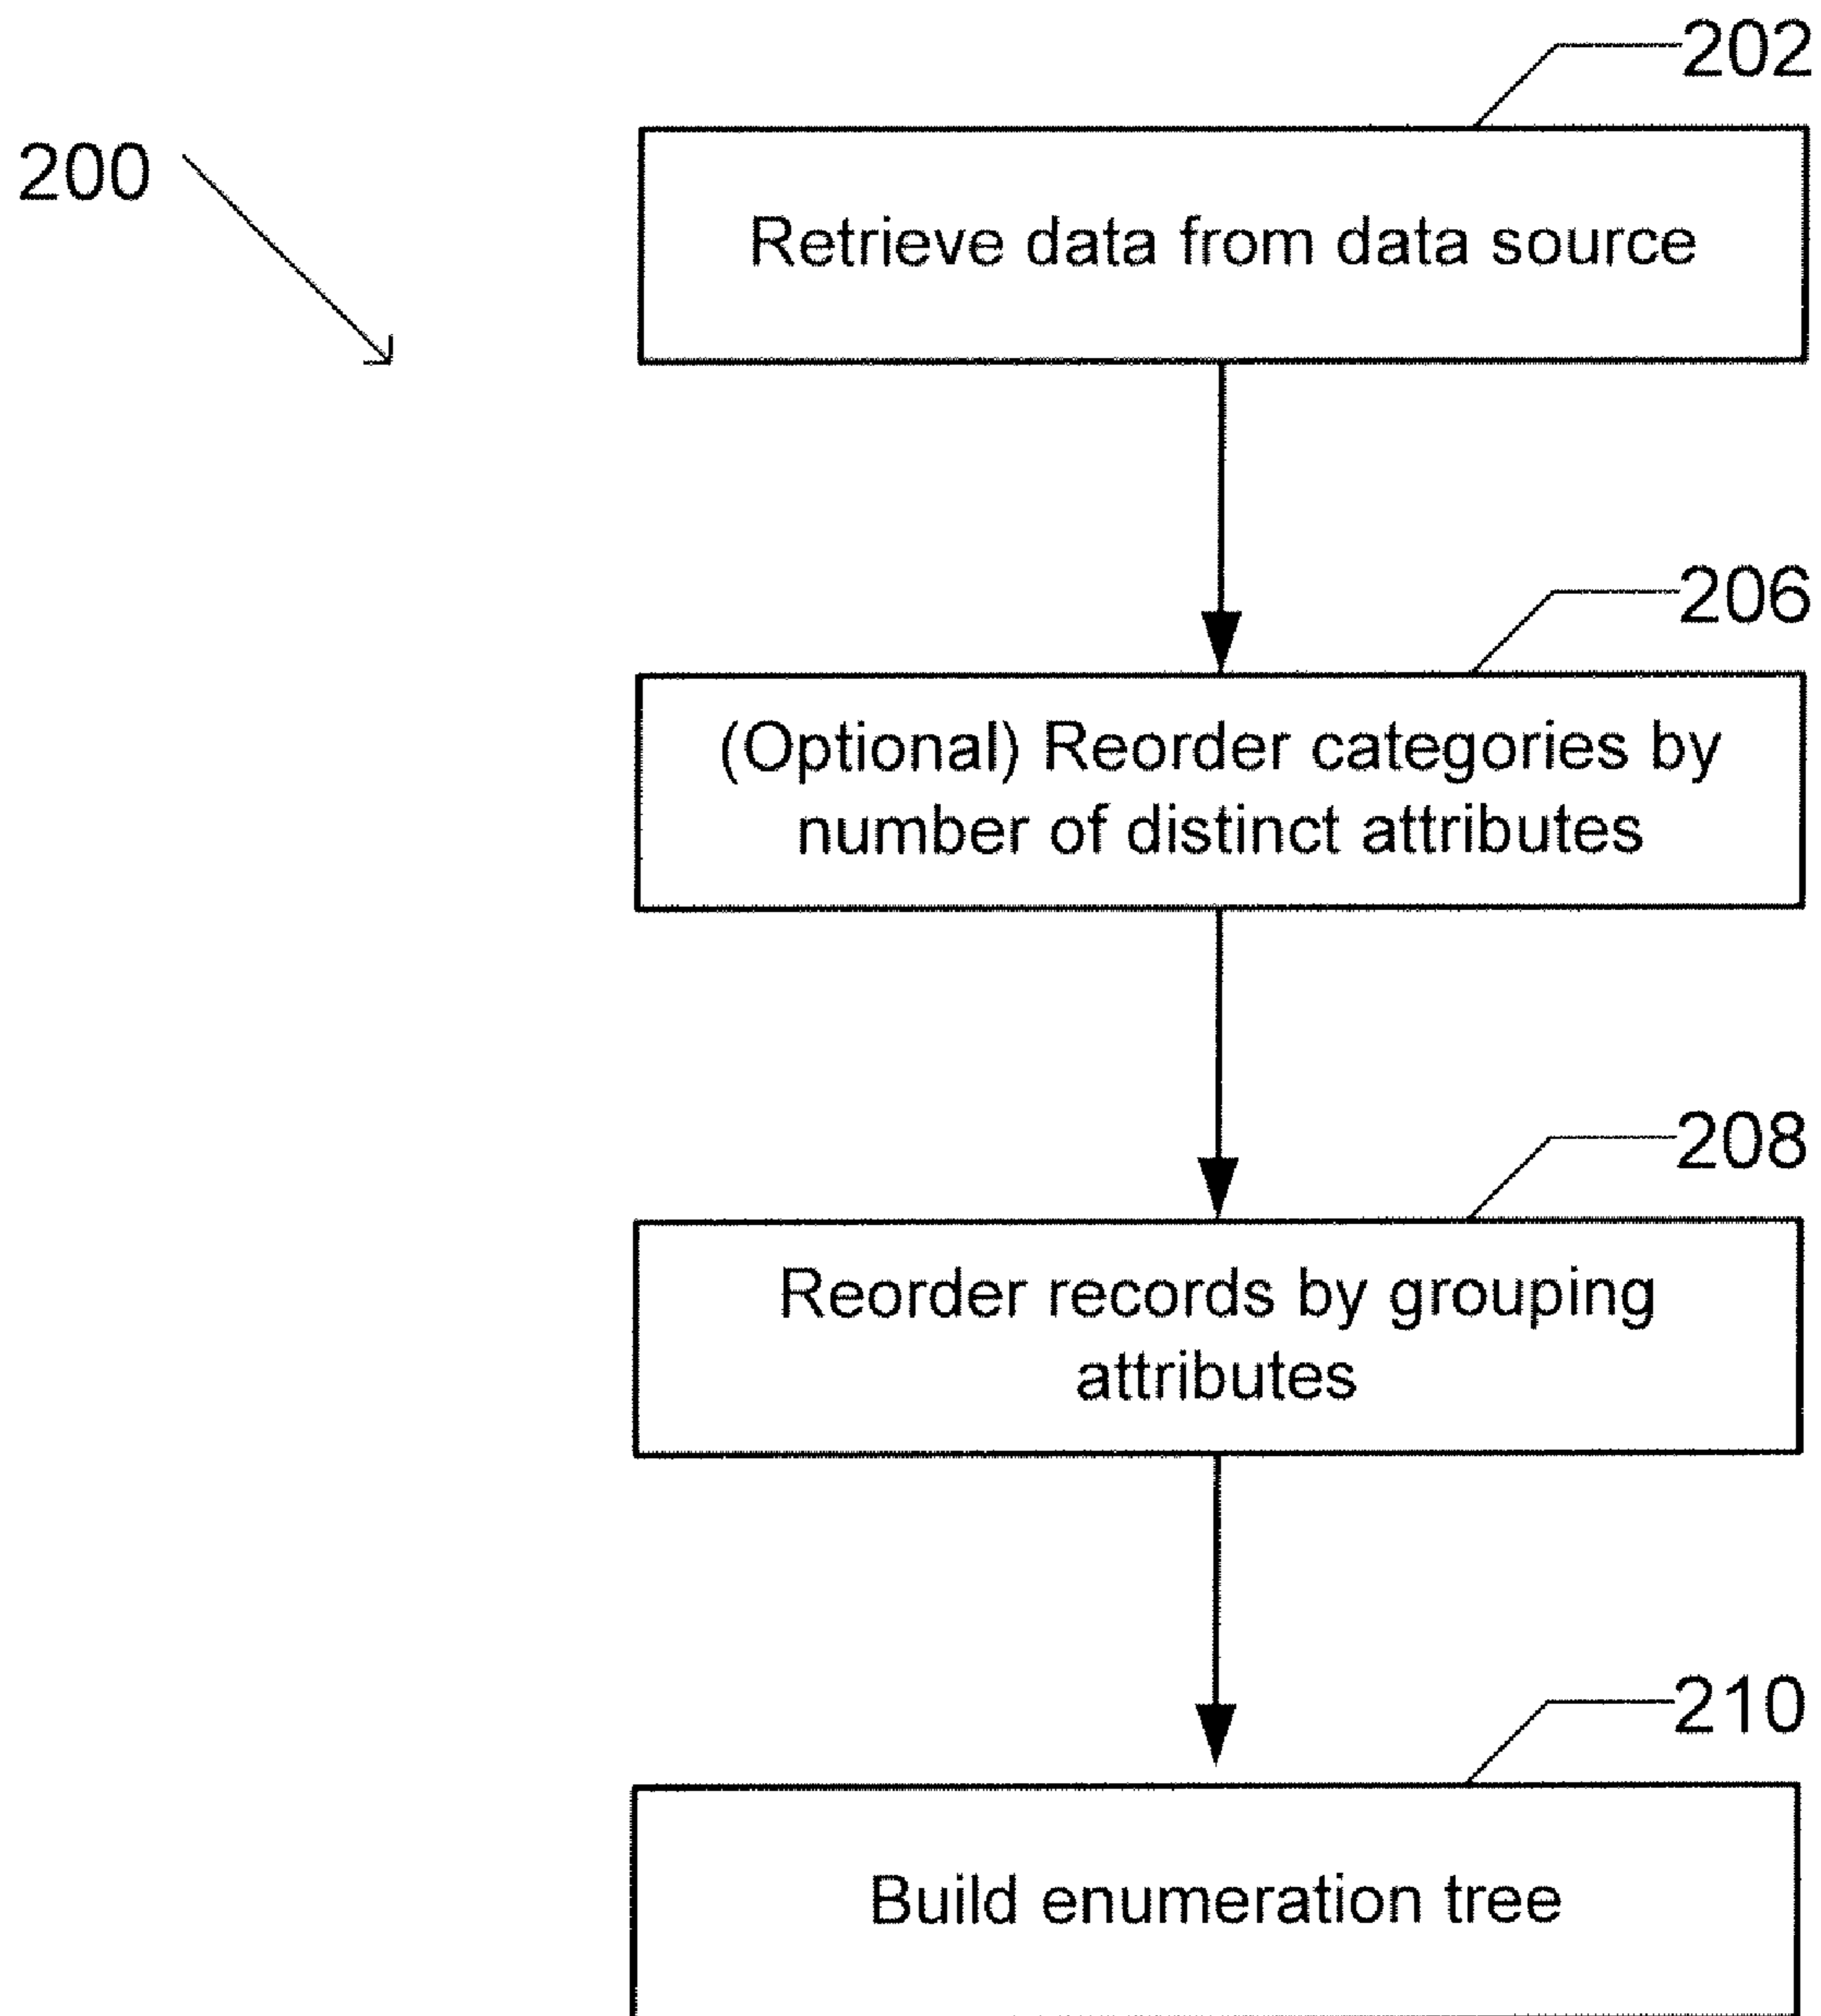 202
200
Retrieve data from data source
206
(Optional) Reorder categories by
number of distinct attributes
208
Reorder records by grouping
attributes
210
Build enumeration tree